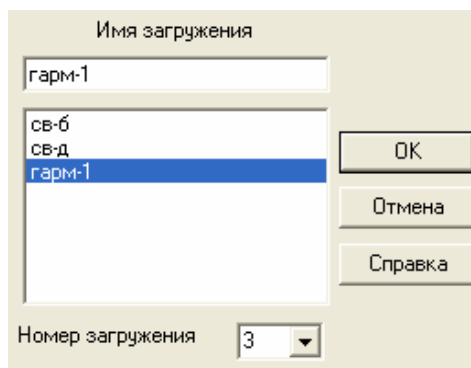 Имя загружения
гарм-1
св-б
св-д
гарм-1
OK
Отмена
Справка
Номер загружения
3